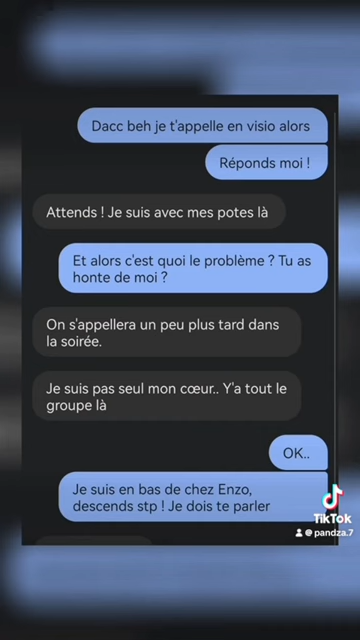 Dacc beh je t'appelle en visio alors
Réponds moi !
Attends ! Je suis avec mes potes là
Et alors c'est quoi le problème ? Tu as
honte de moi ?
On s'appellera un peu plus tard dans
la soirée.
Je suis pas seul mon cœur.. Y'a tout le
groupe là
OK..
Je suis en bas de chez Enzo,
descends stp ! Je dois te parler
TikTok
@pandza.7